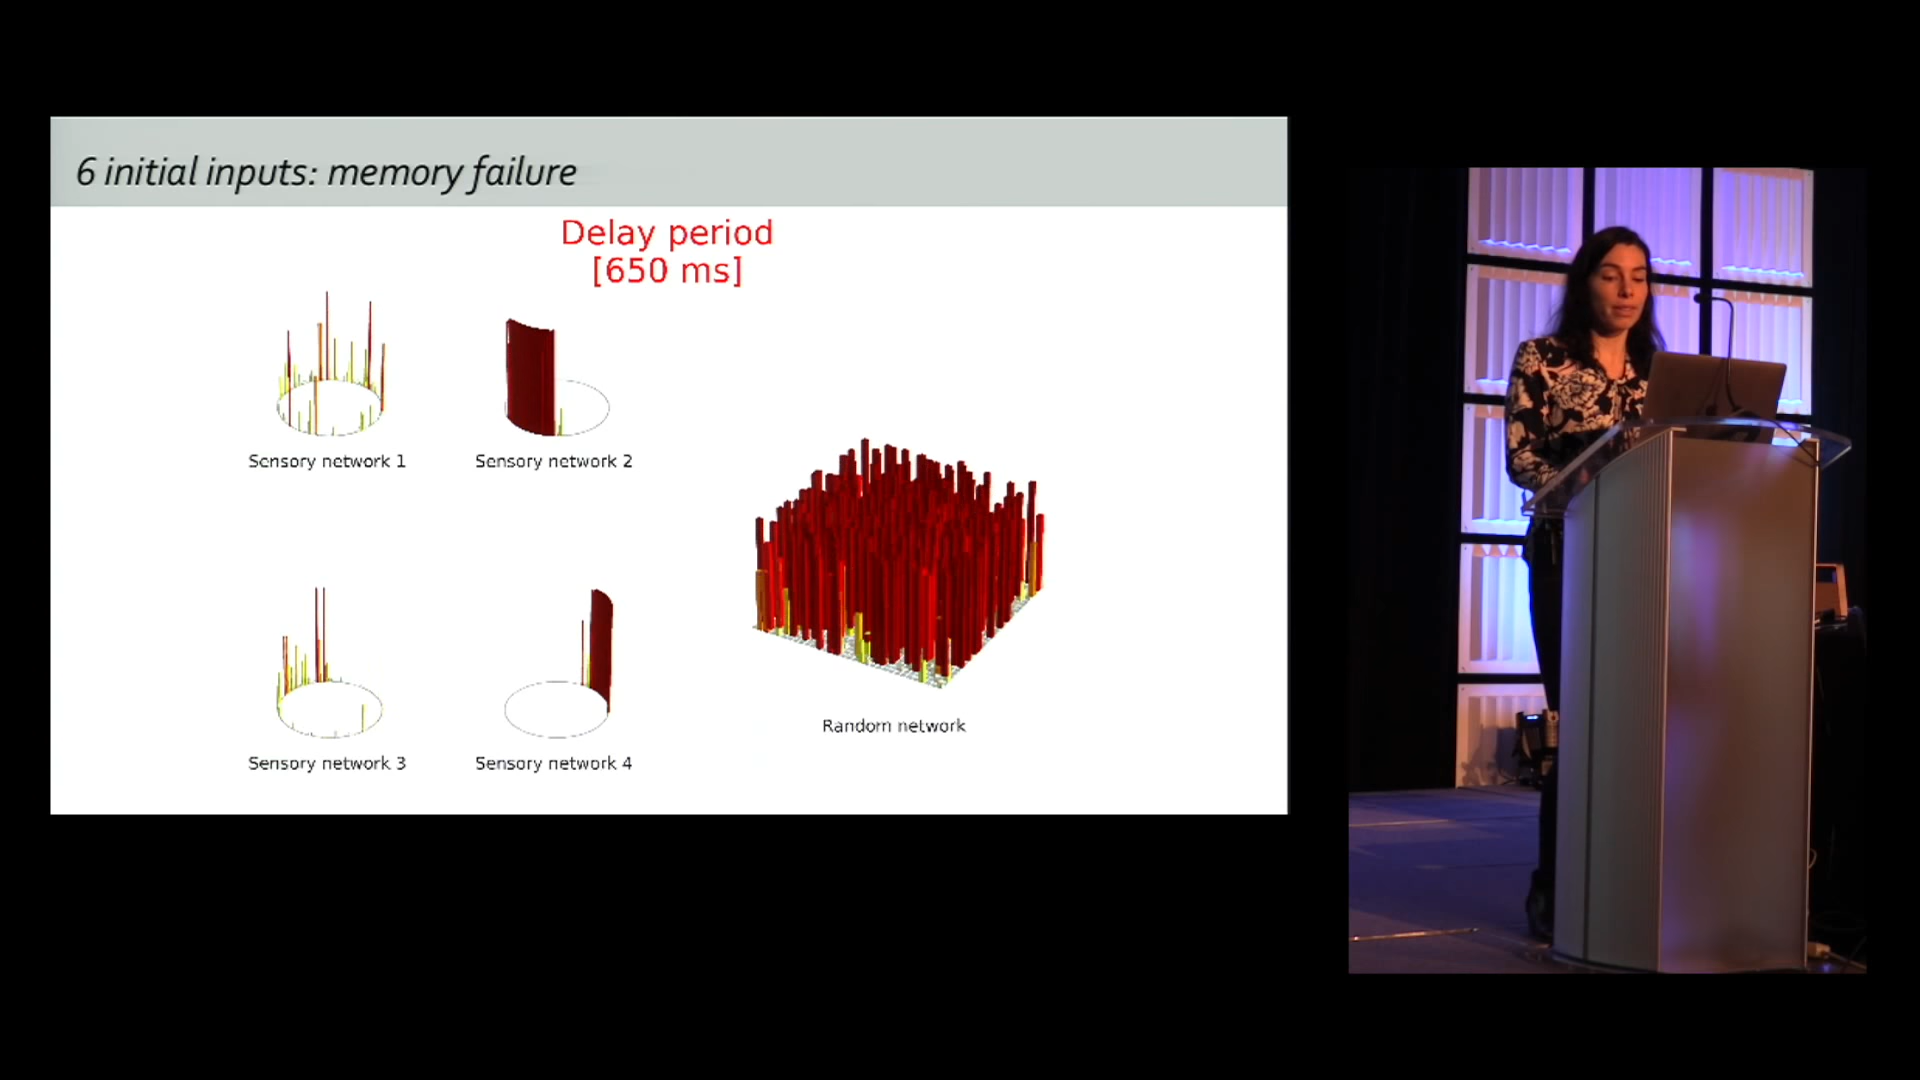 6 initial inputs: memory failure
Delay period
[650 ms]
Sensory network 1
Sensory network 2
Random network
Sensory network 3
Sensory network 4